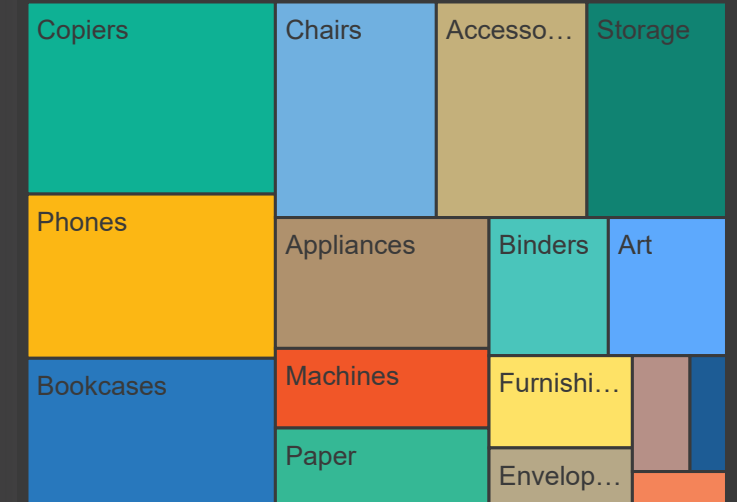 Copiers
Chairs
Accesso…
Storage
Phones
Appliances
Binders
Art
Bookcases
Machines
Furnishi…
Paper
Envelop…